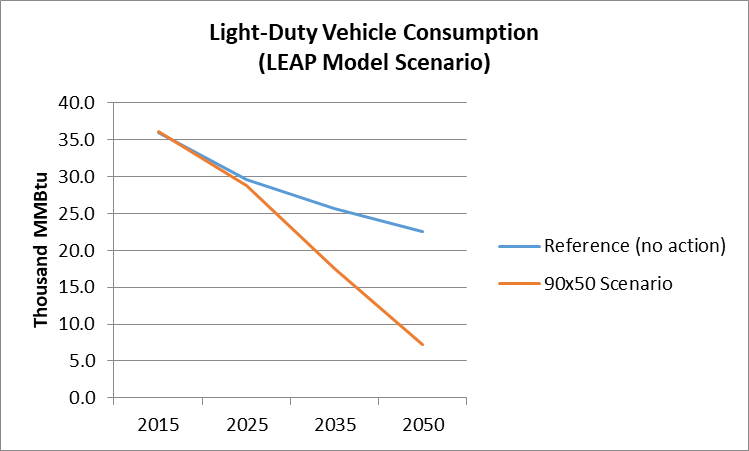 Light-Duty Vehicle Consumption
(LEAP Model Scenario)
40.0
35.0
30.0
25.0
20.0
15.0
10.0
5.0
0.0
Thousand MMBtu
2015 2025 2035 2050
Reference (no action)
90x50 Scenario